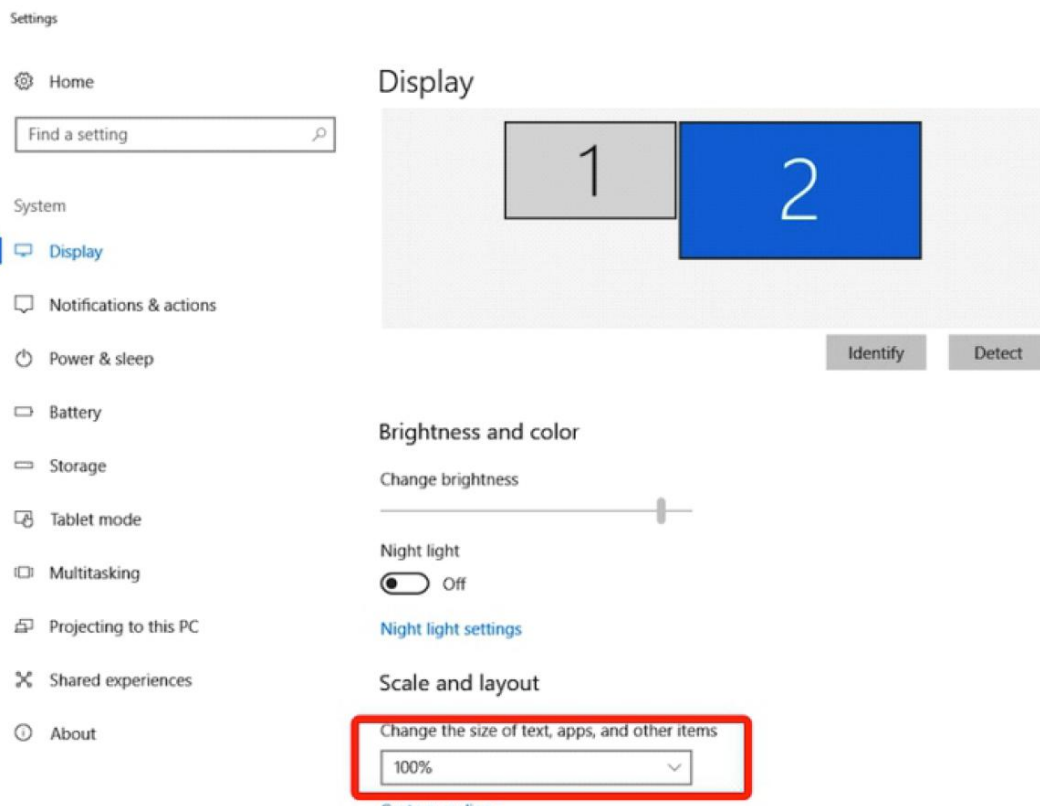 Settings
Home
Find a setting
System
Display
Notifications & actions
Power & sleep
Battery
Storage
Tablet mode
Multitasking
Projecting to this PC
Shared experiences
About
Display
1
2
Identify
Detect
Brightness and color
Change brightness
Night light
Off
Night light settings
Scale and layout
Change the size of text, apps, and other items
100%